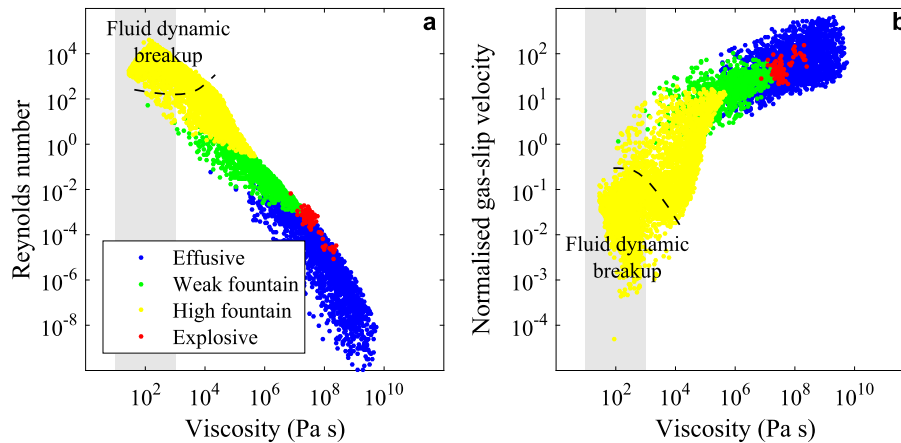 a
Fluid dynamic
breakup
Reynolds number
10^4
10^2
10^0
10^-2
10^-4
10^-6
10^-8
Effusive
Weak fountain
High fountain
Explosive
10^2 10^4 10^6 10^8 10^10
Viscosity (Pa s)
b
Normalised gas-slip velocity
10^2
10^1
10^0
10^-1
10^-2
10^-3
10^-4
Fluid dynamic
breakup
10^2 10^4 10^6 10^8 10^10
Viscosity (Pa s)